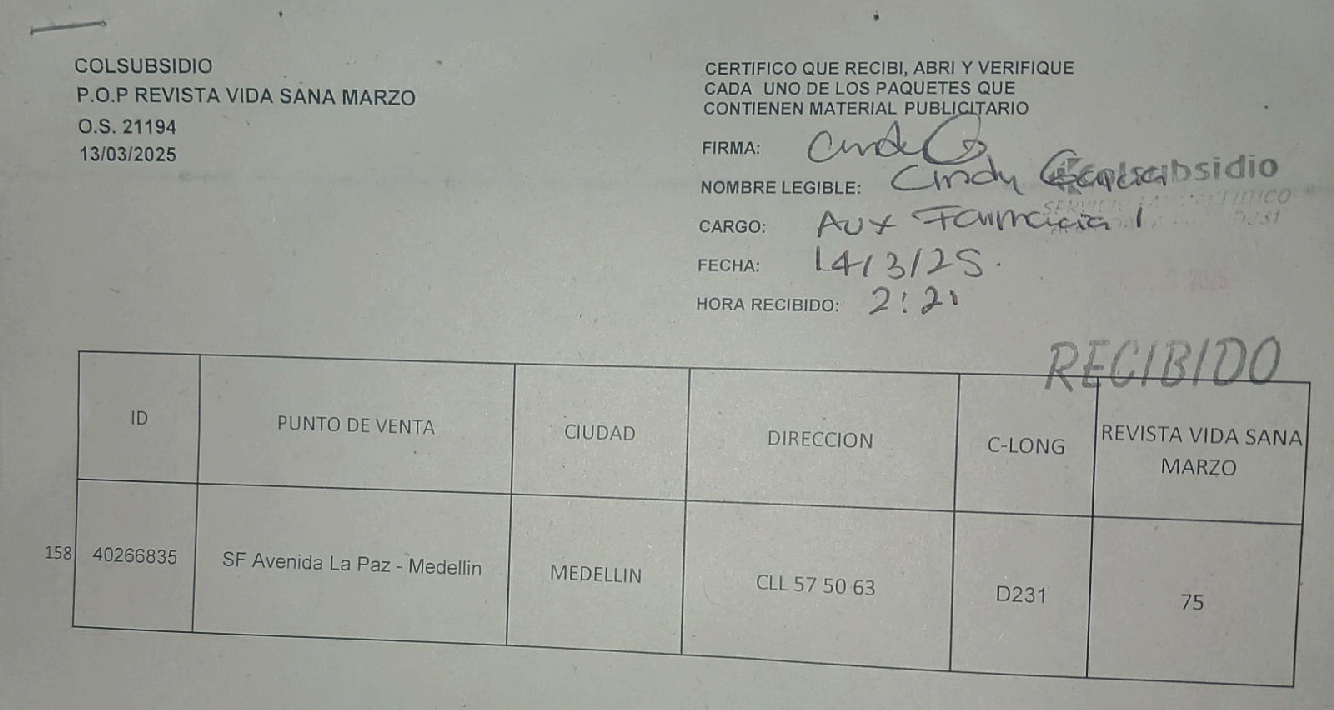 COLSUBSIDIO
P.O.P REVISTA VIDA SANA MARZO
O.S. 21194
13/03/2025
CERTIFICO QUE RECIBI, ABRI Y VERIFIQUE
CADA UNO DE LOS PAQUETES QUE
CONTIENEN MATERIAL PUBLICITARIO
FIRMA:
NOMBRE LEGIBLE: Cindy
colsubsidio
CARGO: Aux Farmacia 1
D231
FECHA: 14/3/25.
HORA RECIBIDO: 2:21
RECIBIDO
ID PUNTO DE VENTA CIUDAD DIRECCION C-LONG REVISTA VIDA SANA
MARZO
158 40266835 SF Avenida La Paz - Medellin MEDELLIN CLL 57 50 63 D231 75